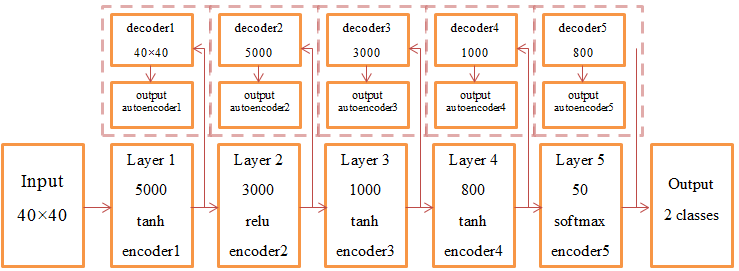 decoder1
40×40
decoder2
5000
decoder3
3000
decoder4
1000
decoder5
800
output
autoencoder1
output
autoencoder2
output
autoencoder3
output
autoencoder4
output
autoencoder5
Input
40×40
Layer 1
5000
tanh
encoder1
Layer 2
3000
relu
encoder2
Layer 3
1000
tanh
encoder3
Layer 4
800
tanh
encoder4
Layer 5
50
softmax
encoder5
Output
2 classes